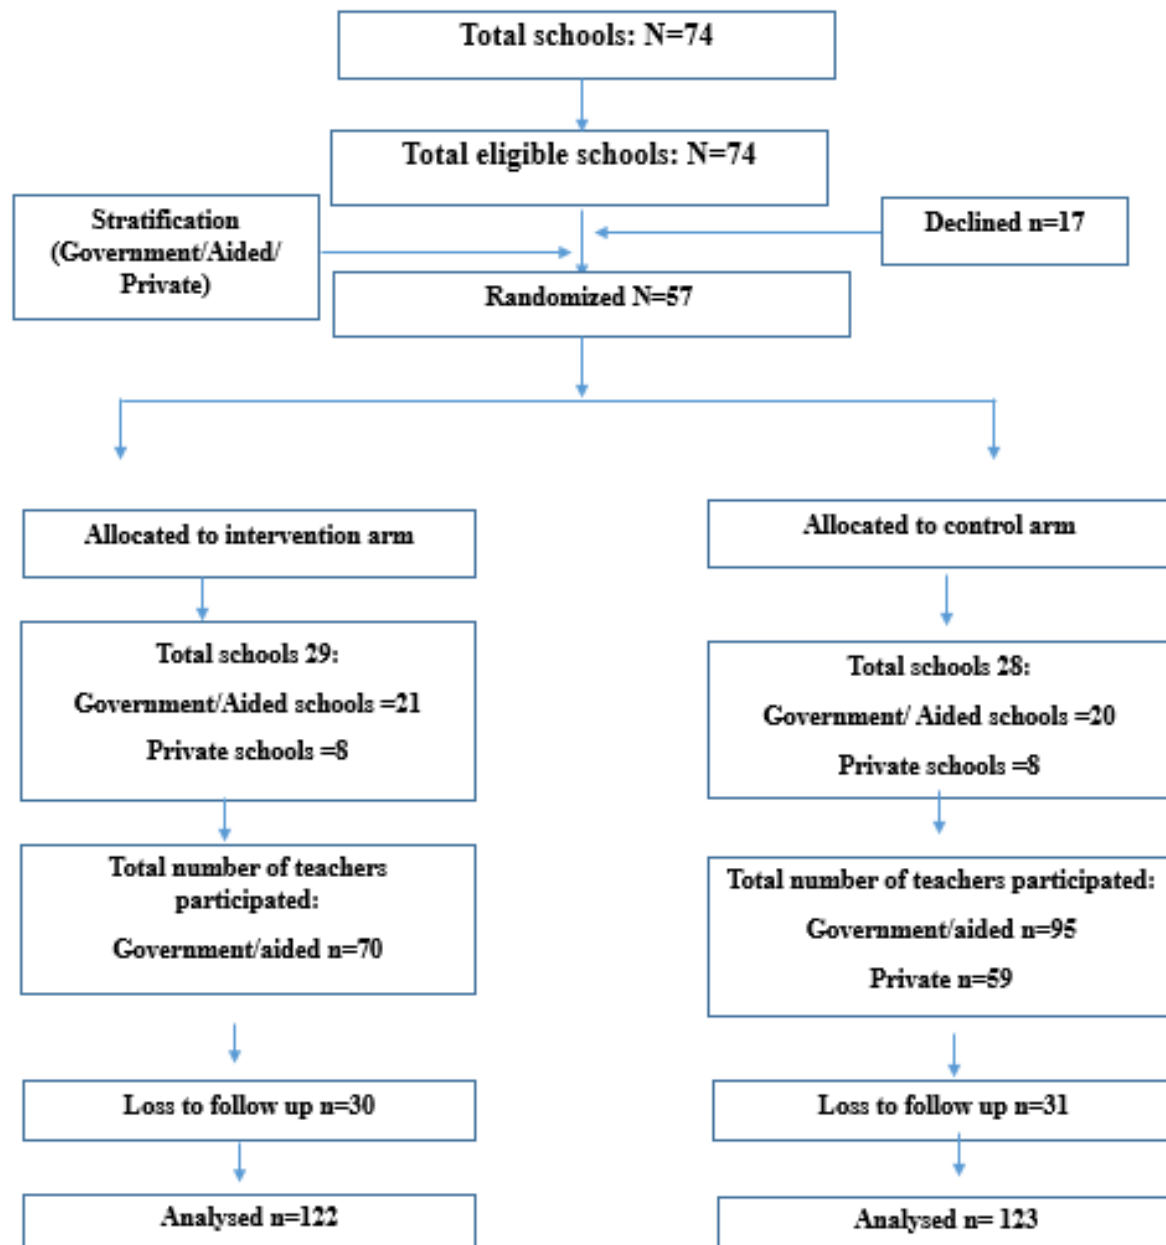 Total schools: N=74
Total eligible schools: N=74
Stratification
(Government/Aided/
Private)
Declined n=17
Randomized N=57
Allocated to intervention arm
Allocated to control arm
Total schools 29:
Government/Aided schools =21
Private schools =8
Total schools 28:
Government/ Aided schools =20
Private schools =8
Total number of teachers
participated:
Government/aided n=70
Total number of teachers participated:
Government/aided n=95
Private n=59
Loss to follow up n=30
Loss to follow up n=31
Analysed n=122
Analysed n= 123